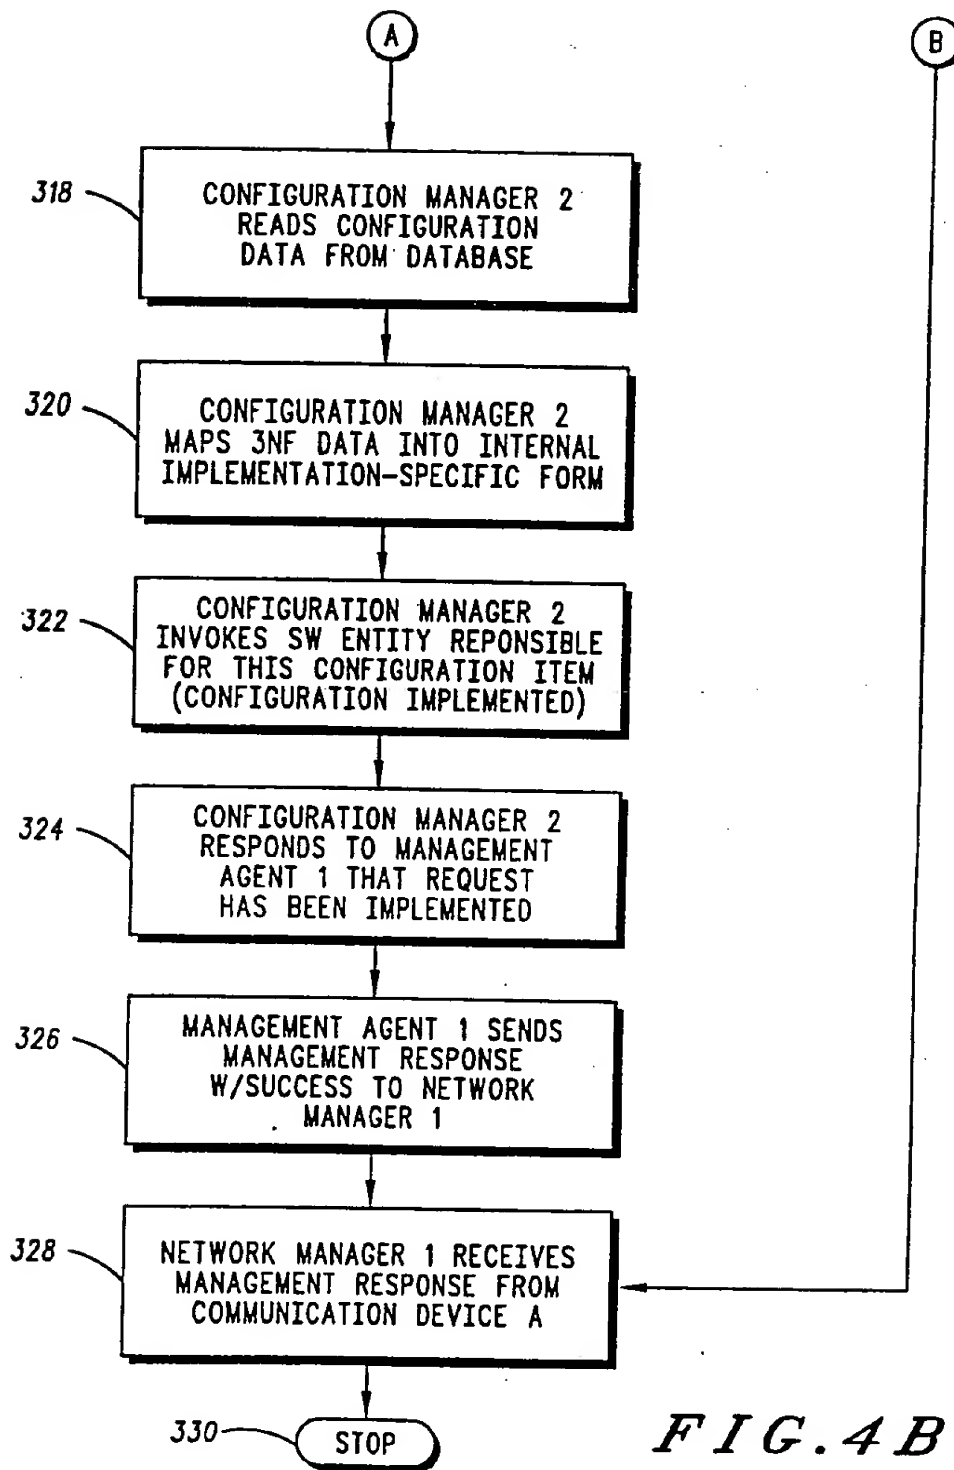 A
B
318
CONFIGURATION MANAGER 2
READS CONFIGURATION
DATA FROM DATABASE
320
CONFIGURATION MANAGER 2
MAPS 3NF DATA INTO INTERNAL
IMPLEMENTATION-SPECIFIC FORM
322
CONFIGURATION MANAGER 2
INVOKES SW ENTITY REPONSIBLE
FOR THIS CONFIGURATION ITEM
(CONFIGURATION IMPLEMENTED)
324
CONFIGURATION MANAGER 2
RESPONDS TO MANAGEMENT
AGENT 1 THAT REQUEST
HAS BEEN IMPLEMENTED
326
MANAGEMENT AGENT 1 SENDS
MANAGEMENT RESPONSE
W/SUCCESS TO NETWORK
MANAGER 1
328
NETWORK MANAGER 1 RECEIVES
MANAGEMENT RESPONSE FROM
COMMUNICATION DEVICE A
330
STOP
FIG.4B